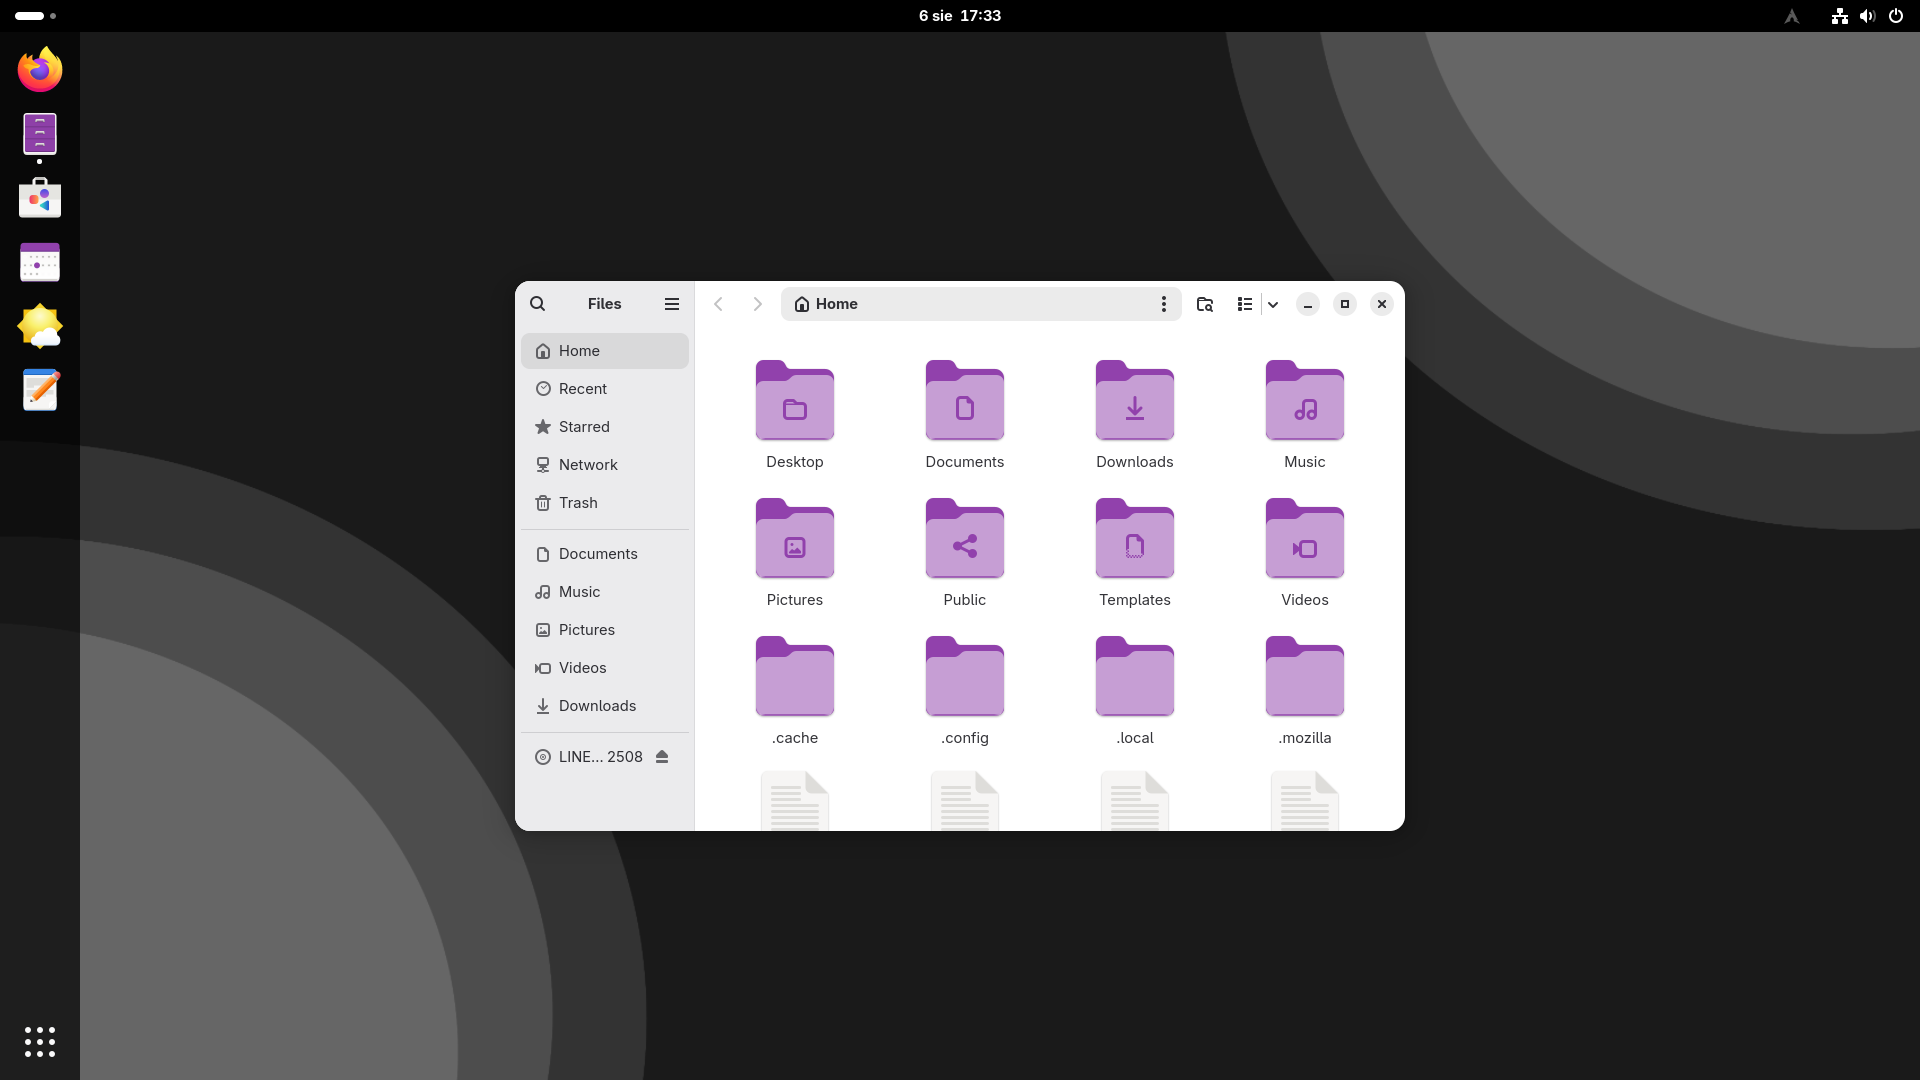 6 sie 17:33
Files
Home
Home
Recent
Starred
Network
Trash
Documents
Music
Pictures
Videos
Downloads
LINE... 2508
Desktop
Documents
Downloads
Music
Pictures
Public
Templates
Videos
.cache
.config
.local
.mozilla